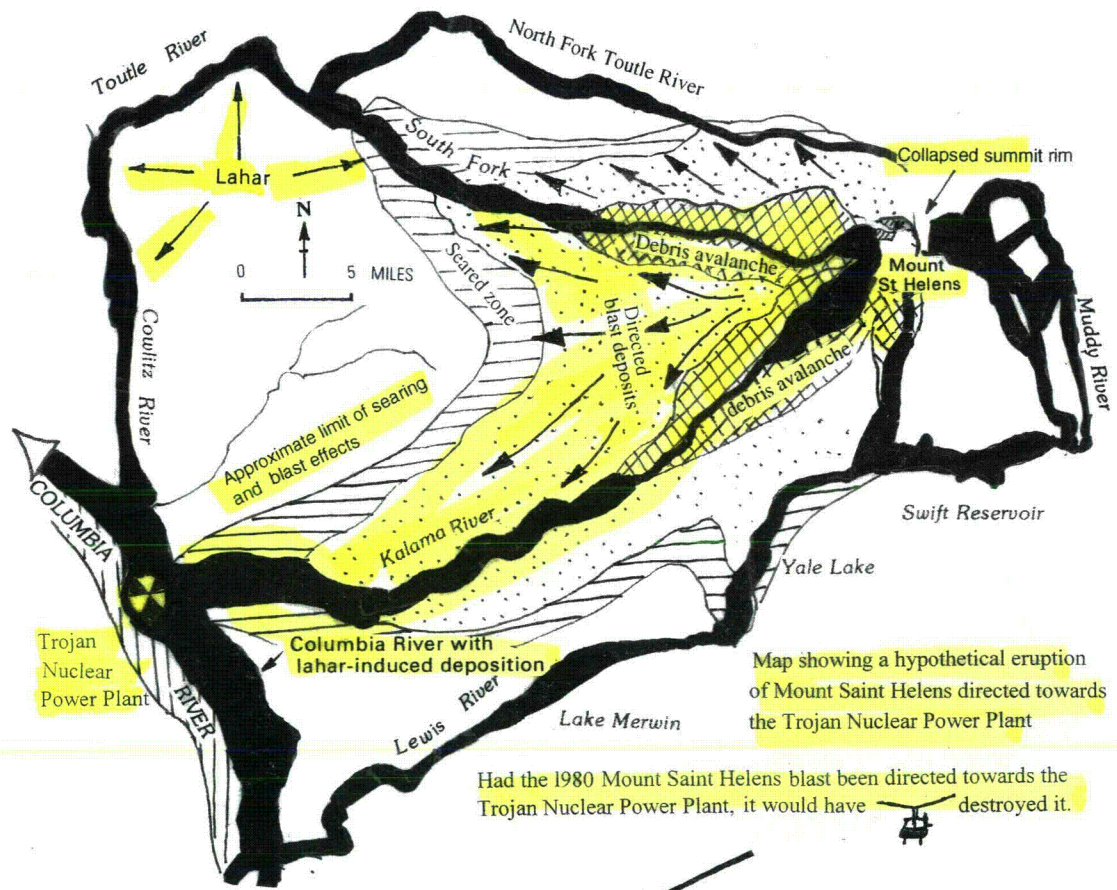 Toutle River
North Fork Toutle River
South Fork
Collapsed summit rim
Lahar
N
0 5 MILES
Debris avalanche
Mount
St Helens
Seared zone
Directed
blast deposits
debris avalanche
Muddy River
Cowlitz River
Approximate limit of searing
and blast effects
Swift Reservoir
COLUMBIA
RIVER
Kalama River
Yale Lake
Trojan
Nuclear
Power Plant
Columbia River with
lahar-induced deposition
Lewis River
Lake Merwin
Map showing a hypothetical eruption
of Mount Saint Helens directed towards
the Trojan Nuclear Power Plant
Had the l980 Mount Saint Helens blast been directed towards the
Trojan Nuclear Power Plant, it would have destroyed it.